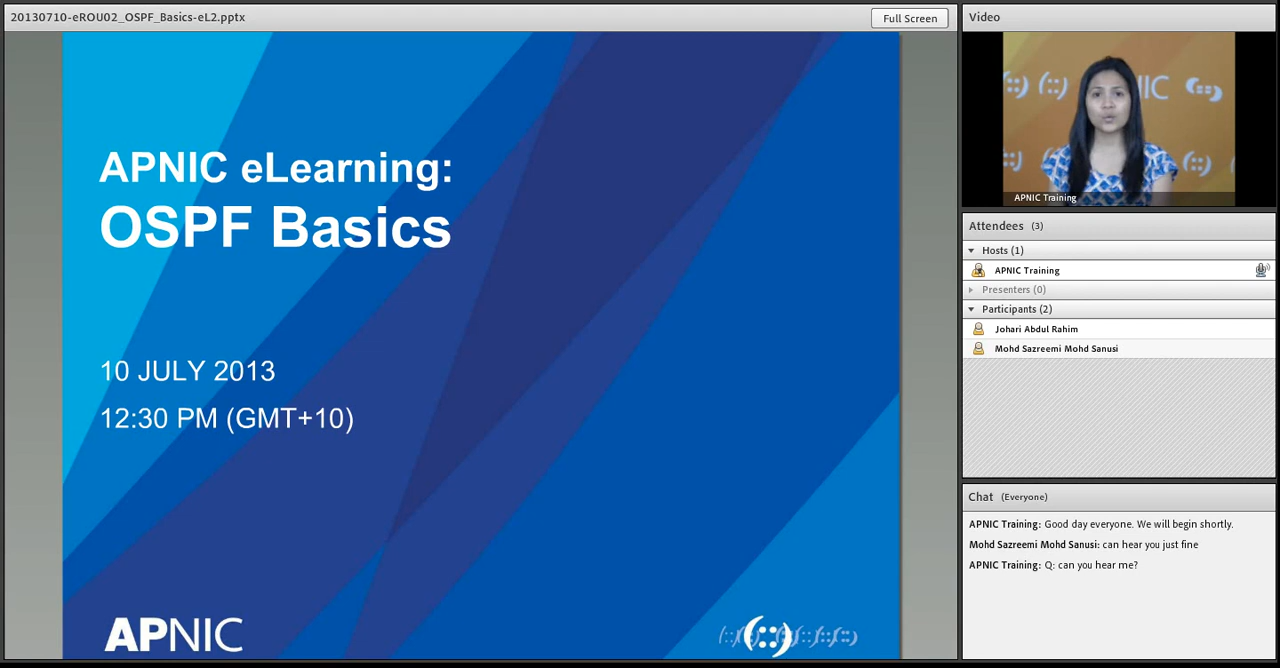 20130710-eROU02_OSPF_Basics-eL2.pptx
Full Screen
APNIC eLearning:
OSPF Basics
10 JULY 2013
12:30 PM (GMT+10)
APNIC
(::)
Video
NIC
APNIC Training
Attendees (3)
Hosts (1)
APNIC Training
Presenters (0)
Participants (2)
Johari Abdul Rahim
Mohd Sazreemi Mohd Sanusi
Chat (Everyone)
APNIC Training: Good day everyone. We will begin shortly.
Mohd Sazreemi Mohd Sanusi: can hear you just fine
APNIC Training: Q: can you hear me?